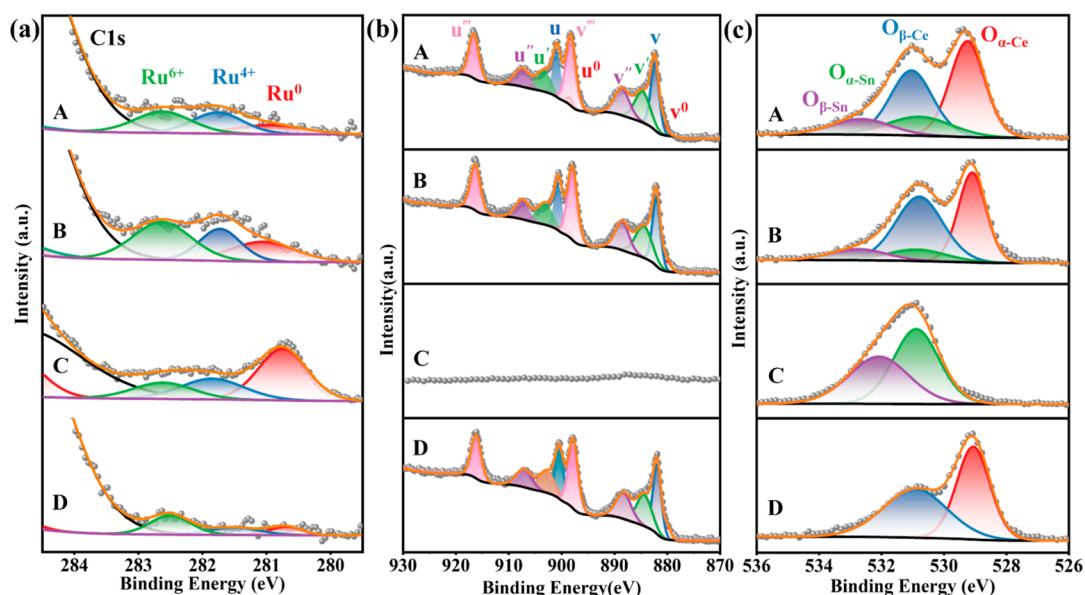 (a)
C1s
Ru6+
Ru4+
Ru0
A
B
C
D
Intensity (a.u.)
284 283 282 281 280
Binding Energy (eV)
(b)
u‴
u″
u′
u
v‴
u0
v″
v′
v
v0
A
B
C
D
Intensity(a.u.)
930 920 910 900 890 880 870
Binding Energy(eV)
(c)
Oβ-Ce
Oα-Ce
Oα-Sn
Oβ-Sn
A
B
C
D
Intensity (a.u.)
536 534 532 530 528 526
Binding Energy (eV)